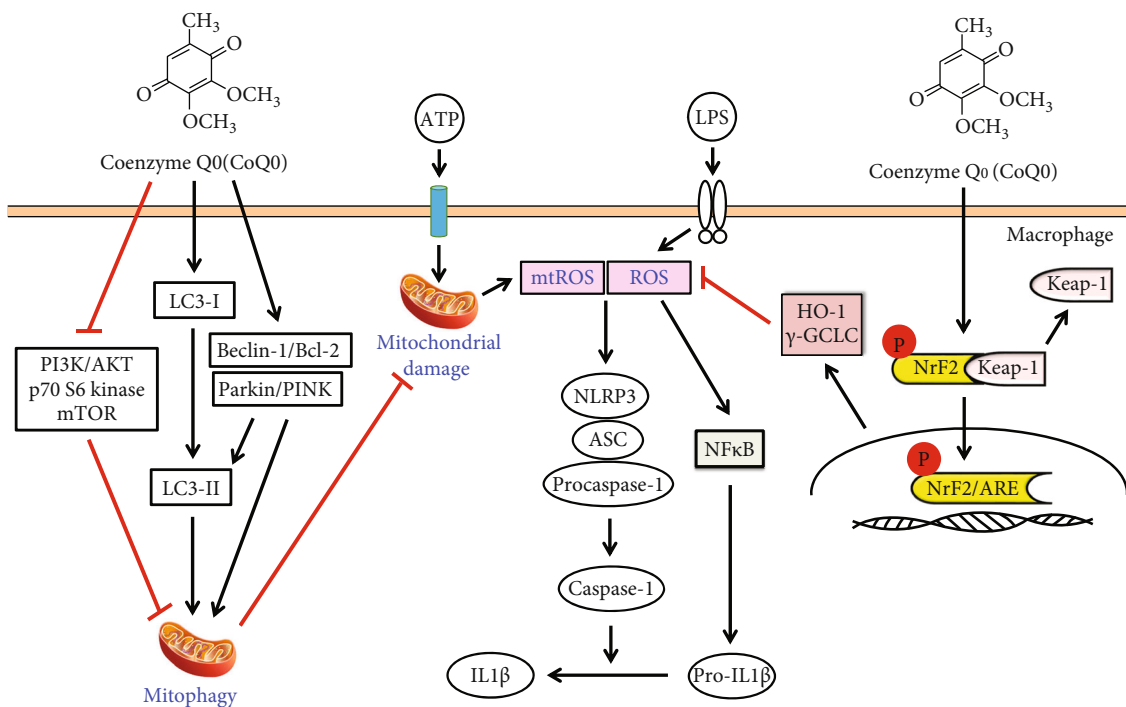 CH₃
O
O
OCH₃
OCH₃
Coenzyme Q0(CoQ0)
ATP
LPS
CH₃
O
O
OCH₃
OCH₃
Coenzyme Q₀ (CoQ0)
Macrophage
LC3-I
PI3K/AKT
p70 S6 kinase
mTOR
Beclin-1/Bcl-2
Parkin/PINK
LC3-II
Mitophagy
Mitochondrial
damage
mtROS
ROS
NLRP3
ASC
Procaspase-1
Caspase-1
IL1β
NFκB
Pro-IL1β
HO-1
γ-GCLC
Keap-1
P
NrF2
Keap-1
P
NrF2/ARE